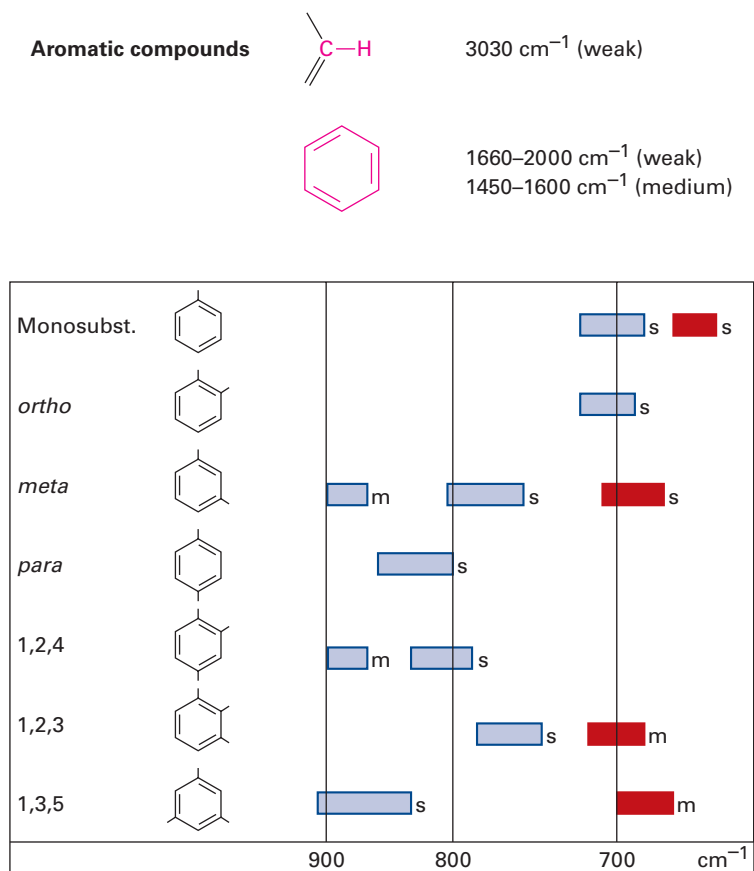 Aromatic compounds C–H 3030 cm⁻¹ (weak)
1660–2000 cm⁻¹ (weak)
1450–1600 cm⁻¹ (medium)
Monosubst. s s
ortho s
meta m s s
para s
1,2,4 m s
1,2,3 s m
1,3,5 s m
900 800 700 cm⁻¹